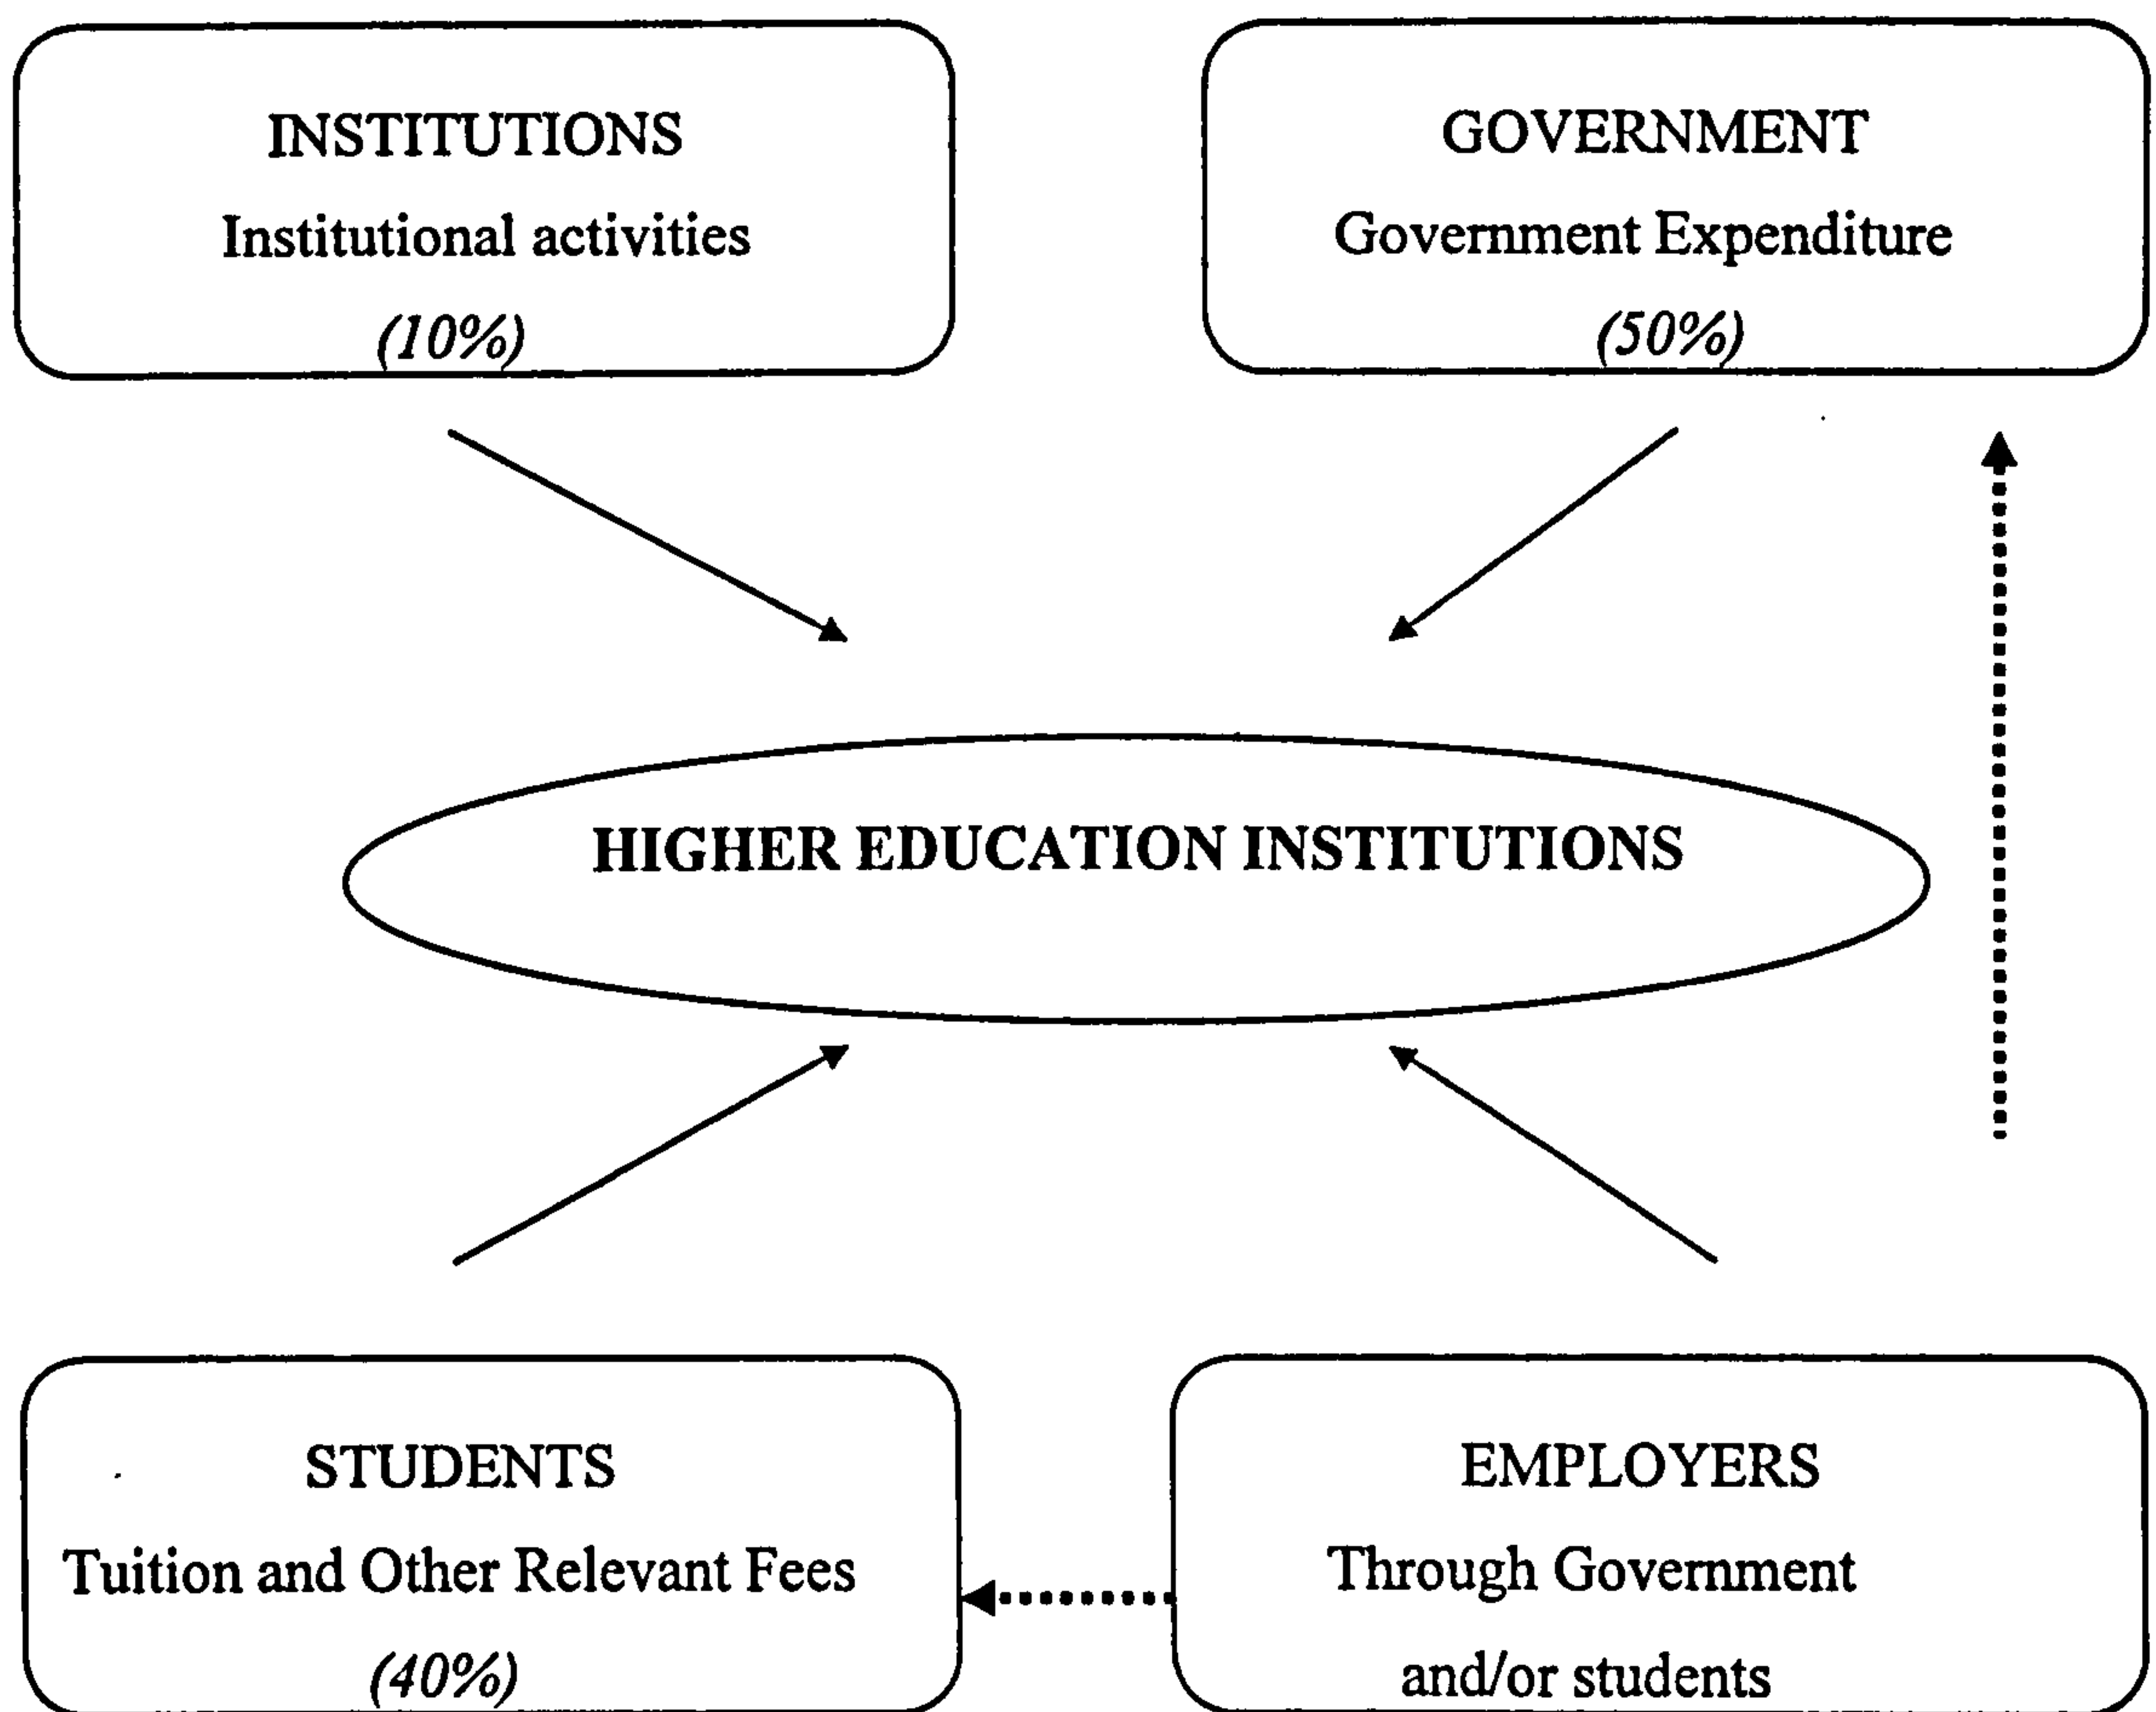 INSTITUTIONS
Institutional activities
(10%)
GOVERNMENT
Government Expenditure
(50%)
HIGHER EDUCATION INSTITUTIONS
STUDENTS
Tuition and Other Relevant Fees
(40%)
EMPLOYERS
Through Government
and/or students